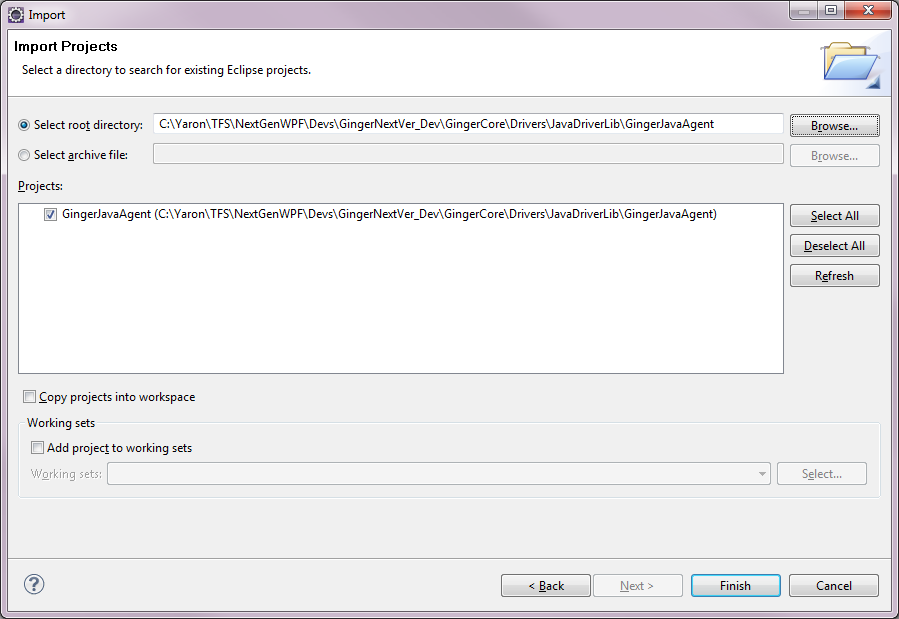 Import
Import Projects
Select a directory to search for existing Eclipse projects.
Select root directory: C:\Yaron\TFS\NextGenWPF\Devs\GingerNextVer_Dev\GingerCore\Drivers\JavaDriverLib\GingerJavaAgent Browse...
Select archive file: Browse...
Projects:
GingerJavaAgent (C:\Yaron\TFS\NextGenWPF\Devs\GingerNextVer_Dev\GingerCore\Drivers\JavaDriverLib\GingerJavaAgent)
Select All
Deselect All
Refresh
Copy projects into workspace
Working sets
Add project to working sets
Working sets: Select...
? < Back Next > Finish Cancel